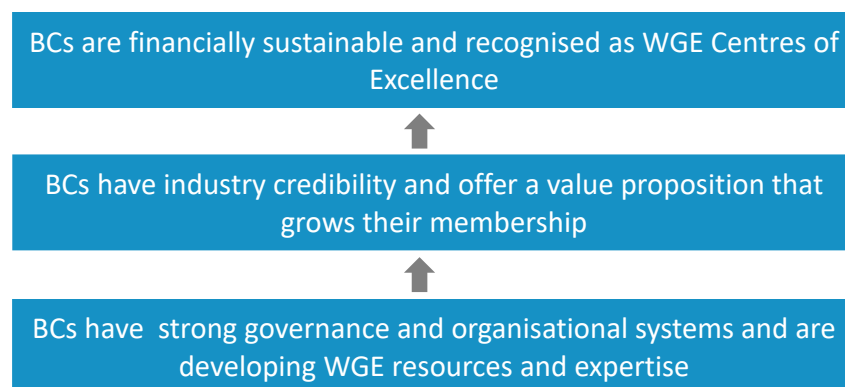 BCs are financially sustainable and recognised as WGE Centres of
Excellence
BCs have industry credibility and offer a value proposition that
grows their membership
BCs have  strong governance and organisational systems and are
developing WGE resources and expertise